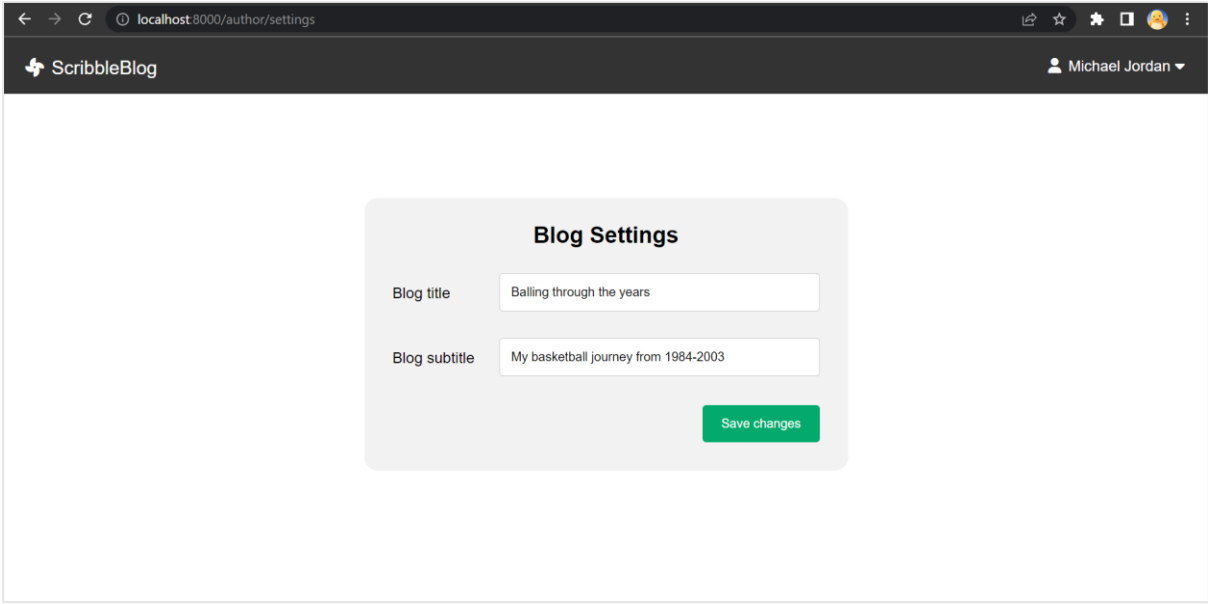 localhost:8000/author/settings
ScribbleBlog
Michael Jordan
Blog Settings
Blog title
Balling through the years
Blog subtitle
My basketball journey from 1984-2003
Save changes